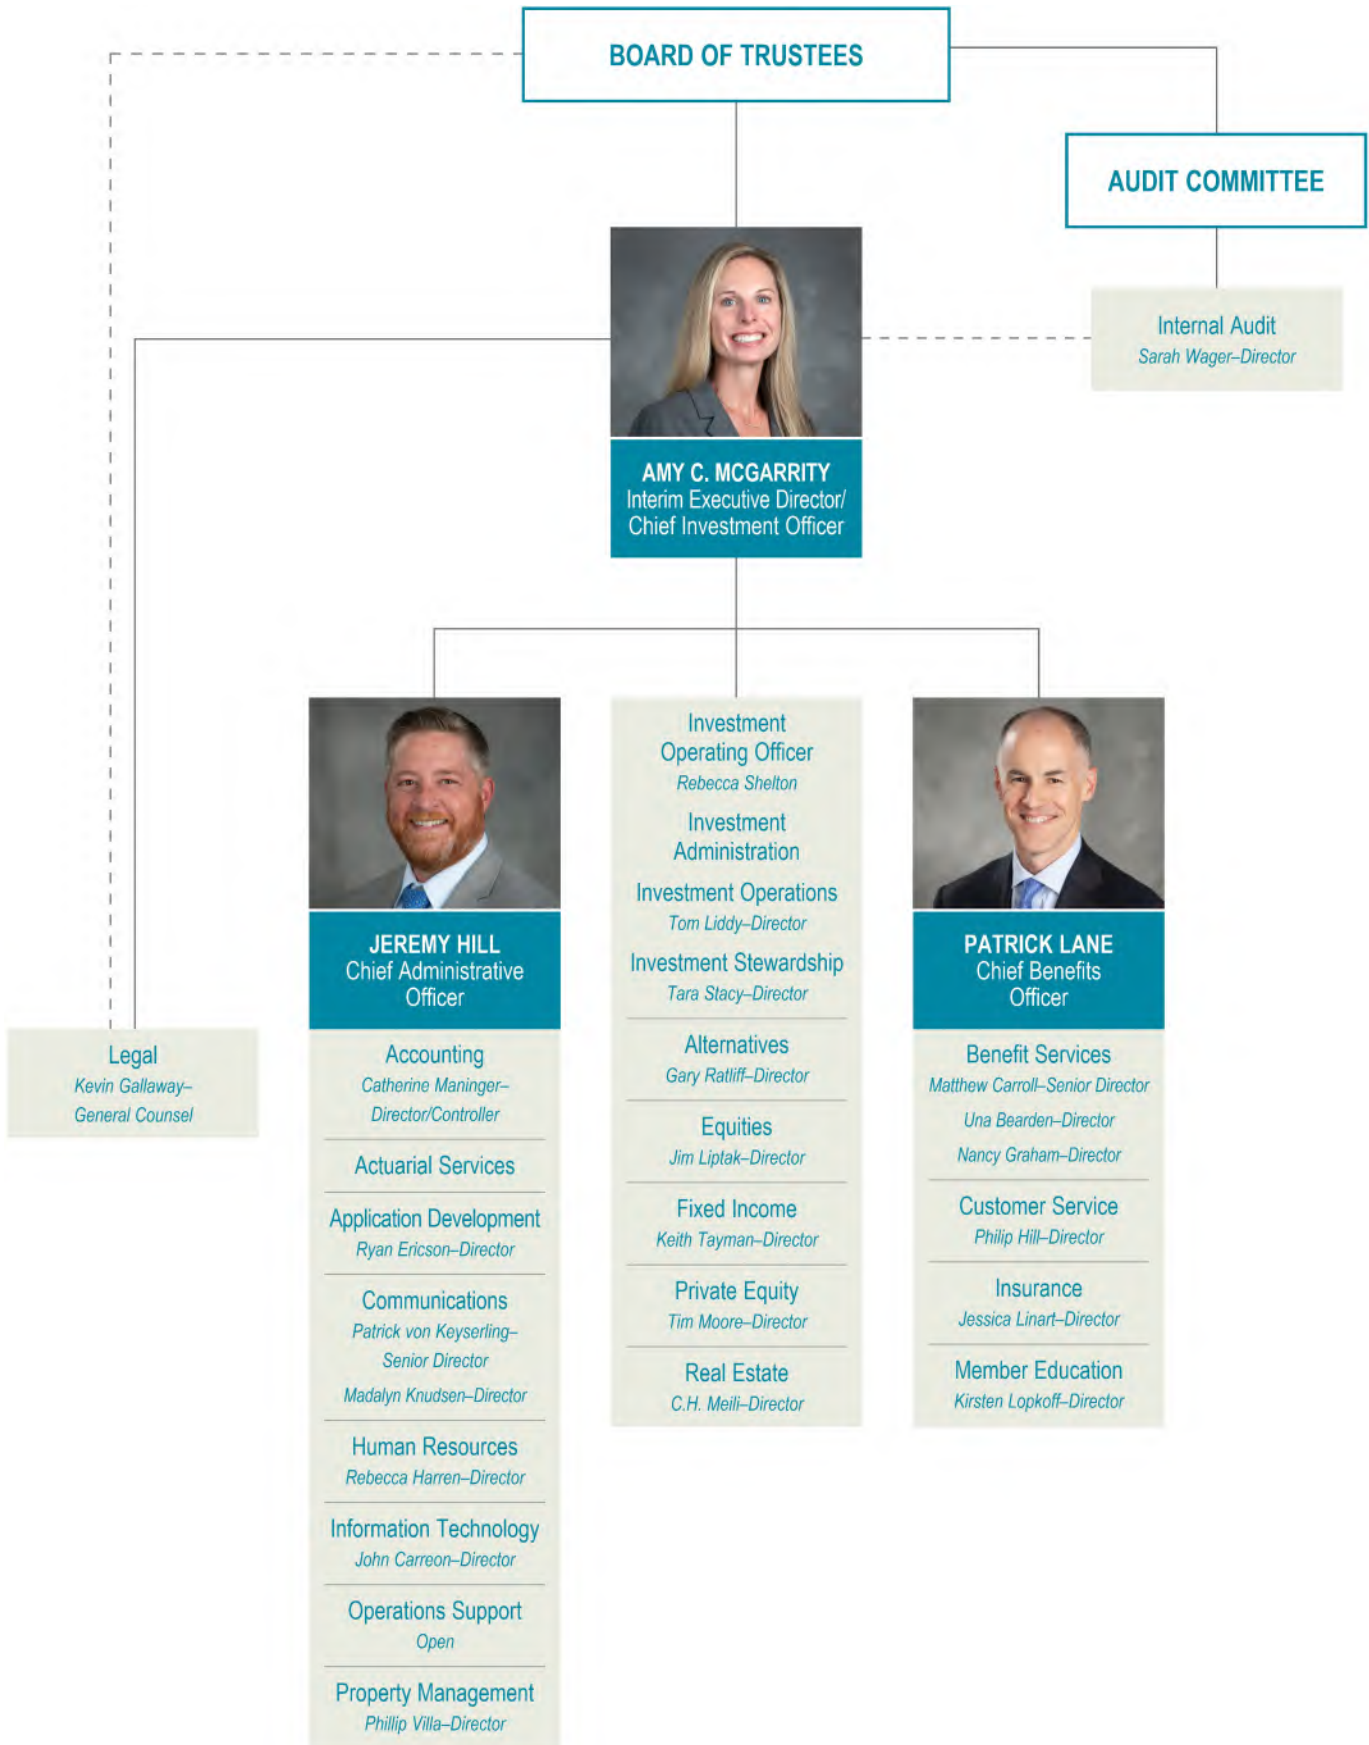 BOARD OF TRUSTEES
AUDIT COMMITTEE
Internal Audit
Sarah Wager–Director
AMY C. MCGARRITY
Interim Executive Director/
Chief Investment Officer
Legal
Kevin Gallaway–
General Counsel
JEREMY HILL
Chief Administrative
Officer
Accounting
Catherine Maninger–
Director/Controller
Actuarial Services
Application Development
Ryan Ericson–Director
Communications
Patrick von Keyserling–
Senior Director
Madalyn Knudsen–Director
Human Resources
Rebecca Harren–Director
Information Technology
John Carreon–Director
Operations Support
Open
Property Management
Phillip Villa–Director
Investment
Operating Officer
Rebecca Shelton
Investment
Administration
Investment Operations
Tom Liddy–Director
Investment Stewardship
Tara Stacy–Director
Alternatives
Gary Ratliff–Director
Equities
Jim Liptak–Director
Fixed Income
Keith Tayman–Director
Private Equity
Tim Moore–Director
Real Estate
C.H. Meili–Director
PATRICK LANE
Chief Benefits
Officer
Benefit Services
Matthew Carroll–Senior Director
Una Bearden–Director
Nancy Graham–Director
Customer Service
Philip Hill–Director
Insurance
Jessica Linart–Director
Member Education
Kirsten Lopkoff–Director